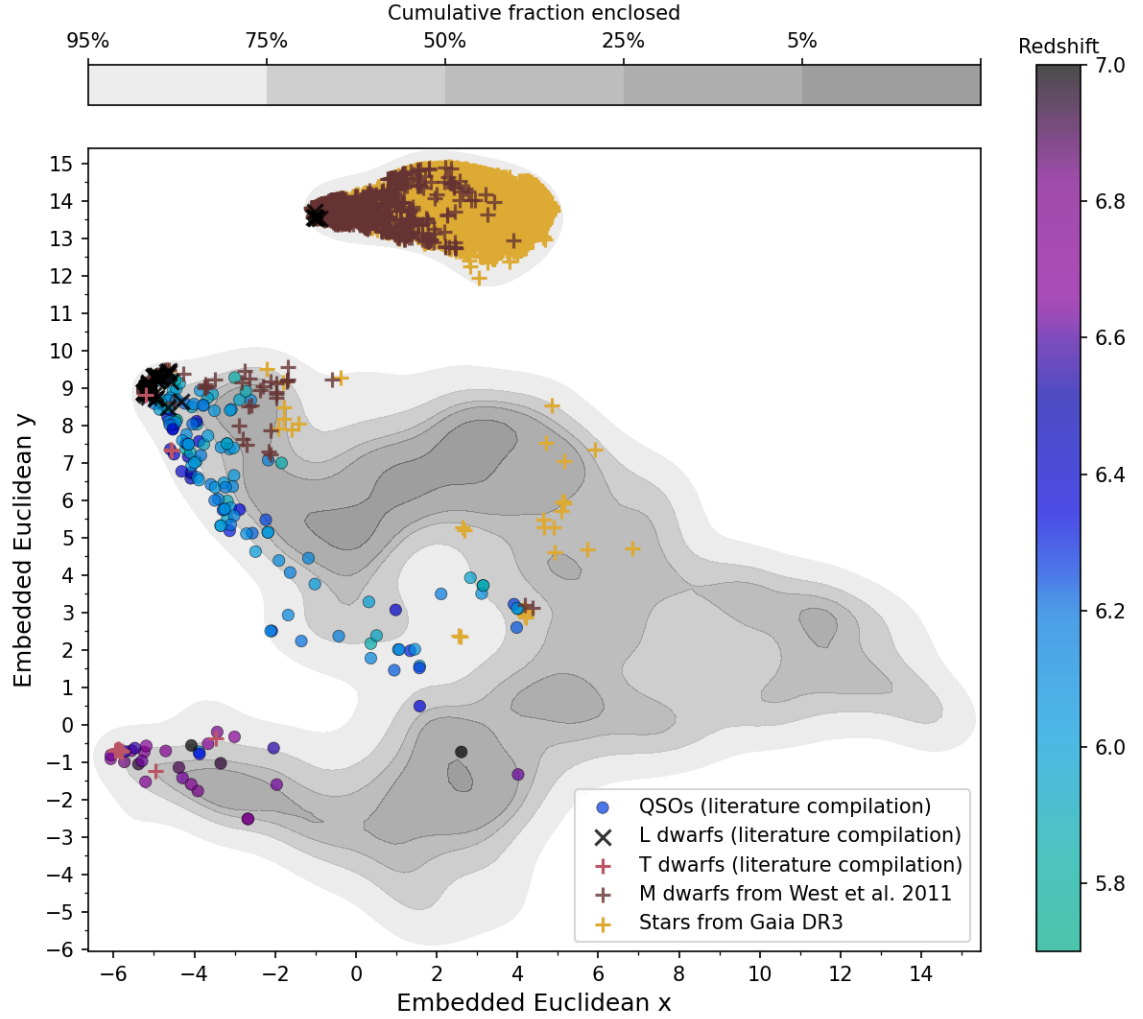 Cumulative fraction enclosed
95% 75% 50% 25% 5%
Redshift
7.0
6.8
6.6
6.4
6.2
6.0
5.8
Embedded Euclidean y
15
14
13
12
11
10
9
8
7
6
5
4
3
2
1
0
−1
−2
−3
−4
−5
−6
QSOs (literature compilation)
L dwarfs (literature compilation)
T dwarfs (literature compilation)
M dwarfs from West et al. 2011
Stars from Gaia DR3
−6 −4 −2 0 2 4 6 8 10 12 14
Embedded Euclidean x